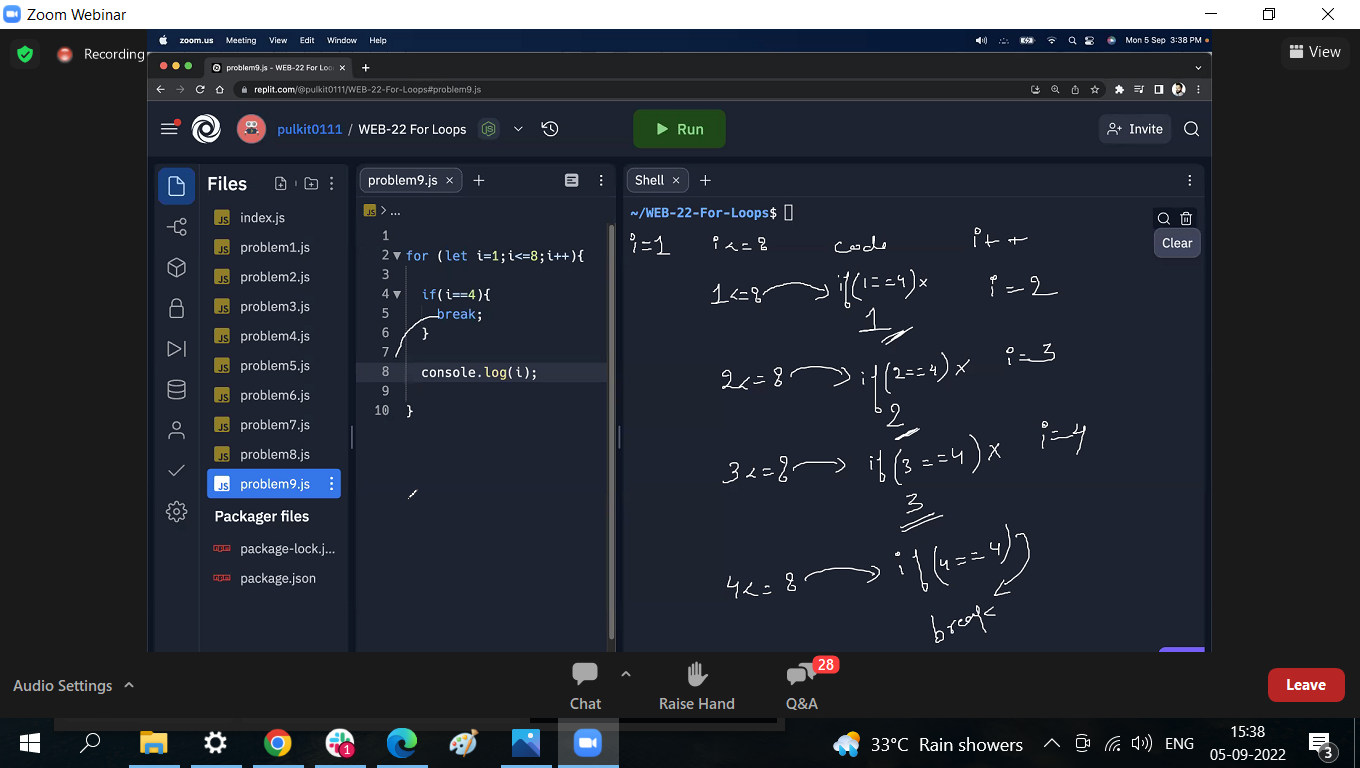 Zoom Webinar
Recording
View
zoom.us Meeting View Edit Window Help
Mon 5 Sep 3:38 PM
problem9.js - WEB-22 For Loo
replit.com/@pulkit0111/WEB-22-For-Loops#problem9.js
pulkit0111 / WEB-22 For Loops
Run
Invite
Files
index.js
problem1.js
problem2.js
problem3.js
problem4.js
problem5.js
problem6.js
problem7.js
problem8.js
problem9.js
Packager files
package-lock.j...
package.json
problem9.js
JS > ...
1
2 for (let i=1;i<=8;i++){
3
4 if(i==4){
5 break;
6 }
7
8 console.log(i);
9
10 }
Shell
~/WEB-22-For-Loops$
Clear
i=1 i<=8 code i++
1<=8 if(1==4)x i=2
1
2<=8 if(2==4)x i=3
2
3<=8 if(3==4)x i=4
3
4<=8 if(4==4)
break
Audio Settings
Chat
Raise Hand
28
Q&A
Leave
1
33°C Rain showers
ENG
15:38
05-09-2022
3